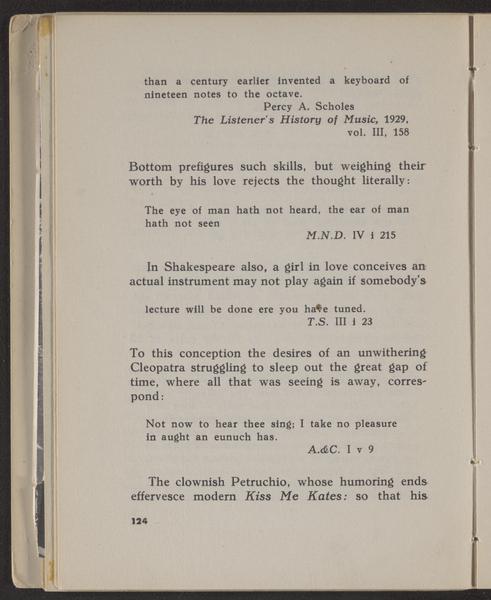 than a century earlier invented a keyboard of
nineteen notes to the octave.
Percy A. Scholes
The Listener's History of Music, 1929,
vol. III, 158
Bottom prefigures such skills, but weighing their
worth by his love rejects the thought literally:
The eye of man hath not heard, the ear of man
hath not seen
M.N.D. IV i 215
In Shakespeare also, a girl in love conceives an
actual instrument may not play again if somebody's
lecture will be done ere you have tuned.
T.S. III i 23
To this conception the desires of an unwithering
Cleopatra struggling to sleep out the great gap of
time, where all that was seeing is away, corres-
pond:
Not now to hear thee sing; I take no pleasure
in aught an eunuch has.
A.&C. I v 9
The clownish Petruchio, whose humoring ends
effervesce modern Kiss Me Kates: so that his
124